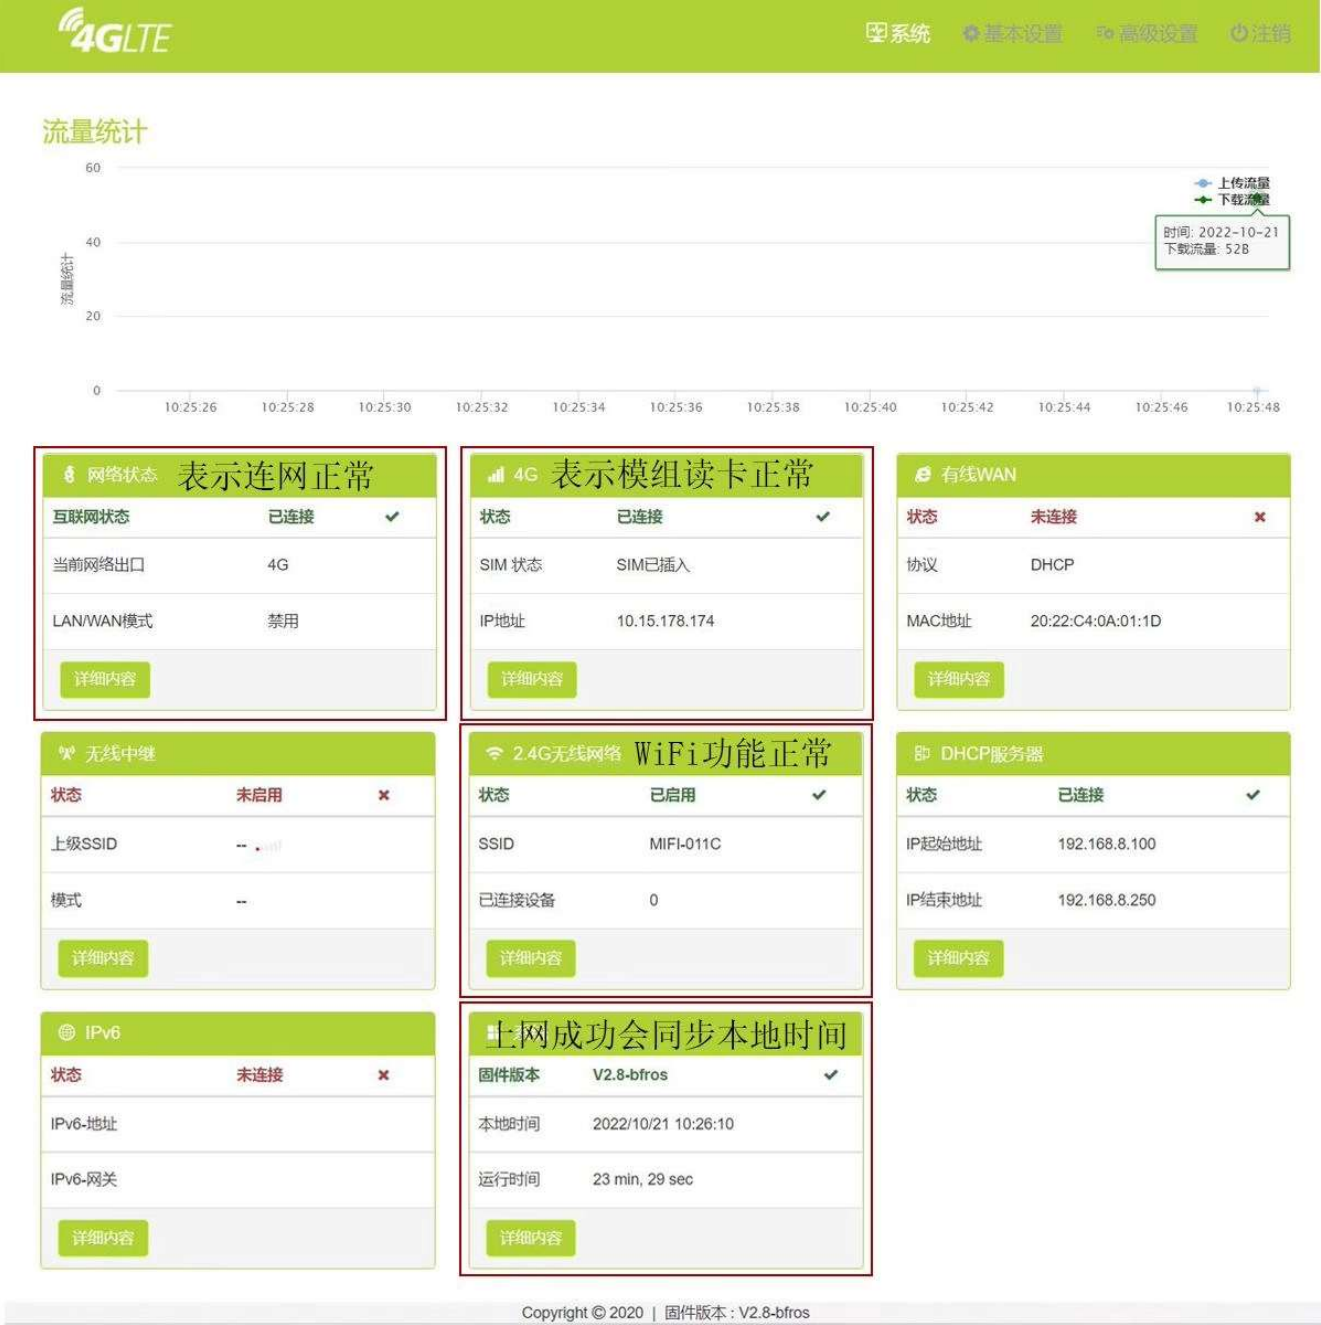 4GLTE
系统 基本设置 高级设置 注销
流量统计
60
上传流量
下载流量
时间: 2022-10-21
下载流量: 52B
40
流量统计
20
0
10:25:26 10:25:28 10:25:30 10:25:32 10:25:34 10:25:36 10:25:38 10:25:40 10:25:42 10:25:44 10:25:46 10:25:48
网络状态 表示连网正常
互联网状态 已连接
当前网络出口 4G
LAN/WAN模式 禁用
详细内容
4G 表示模组读卡正常
状态 已连接
SIM 状态 SIM已插入
IP地址 10.15.178.174
详细内容
有线WAN
状态 未连接
协议 DHCP
MAC地址 20:22:C4:0A:01:1D
详细内容
无线中继
状态 未启用
上级SSID --
模式 --
详细内容
2.4G无线网络 WiFi功能正常
状态 已启用
SSID MIFI-011C
已连接设备 0
详细内容
DHCP服务器
状态 已连接
IP起始地址 192.168.8.100
IP结束地址 192.168.8.250
详细内容
IPv6
状态 未连接
IPv6-地址
IPv6-网关
详细内容
上网成功会同步本地时间
固件版本 V2.8-bfros
本地时间 2022/10/21 10:26:10
运行时间 23 min, 29 sec
详细内容
Copyright © 2020 | 固件版本 : V2.8-bfros